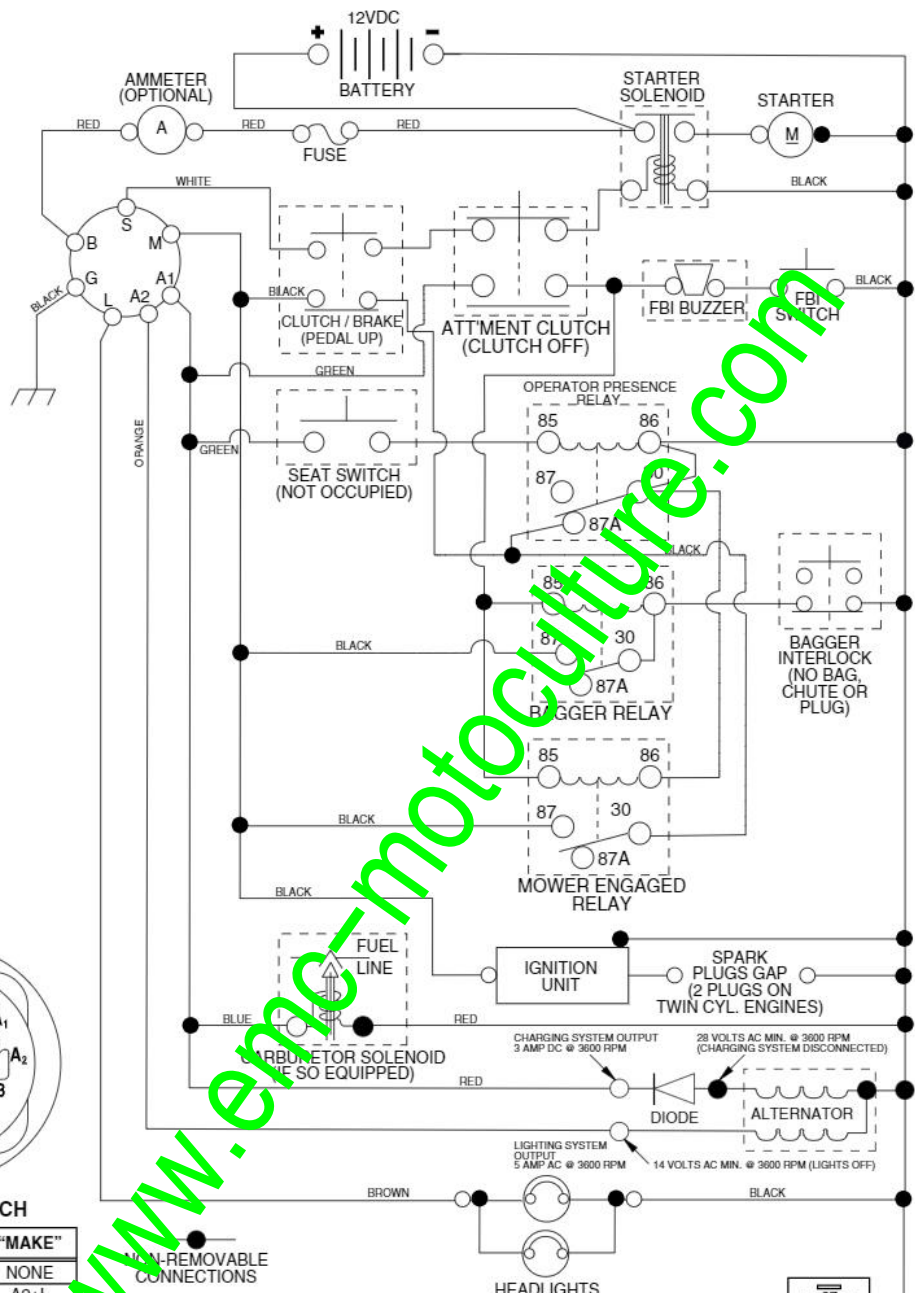 12VDC
+
-
BATTERY
AMMETER
(OPTIONAL)
STARTER
SOLENOID
STARTER
RED
A
RED
RED
FUSE
M
WHITE
BLACK
S
B
M
G
A1
L
A2
BLACK
BLACK
CLUTCH / BRAKE
(PEDAL UP)
ATT'MENT CLUTCH
(CLUTCH OFF)
FBI BUZZER
FBI
SWITCH
BLACK
GREEN
OPERATOR PRESENCE
RELAY
85
86
ORANGE
GREEN
SEAT SWITCH
(NOT OCCUPIED)
87
87A
BLACK
85
86
BLACK
30
87A
BAGGER RELAY
BAGGER
INTERLOCK
(NO BAG,
CHUTE OR
PLUG)
85
86
BLACK
87
30
87A
MOWER ENGAGED
RELAY
BLACK
FUEL
LINE
IGNITION
UNIT
SPARK
PLUGS GAP
(2 PLUGS ON
TWIN CYL. ENGINES)
BLUE
RED
CARBURETOR SOLENOID
(IF SO EQUIPPED)
CHARGING SYSTEM OUTPUT
3 AMP DC @ 3600 RPM
28 VOLTS AC MIN. @ 3600 RPM
(CHARGING SYSTEM DISCONNECTED)
RED
DIODE
ALTERNATOR
LIGHTING SYSTEM
OUTPUT
5 AMP AC @ 3600 RPM
14 VOLTS AC MIN. @ 3600 RPM (LIGHTS OFF)
BROWN
BLACK
HEADLIGHTS
A2
"MAKE"
NONE
NON-REMOVABLE
CONNECTIONS
www.emc-motoculture.com